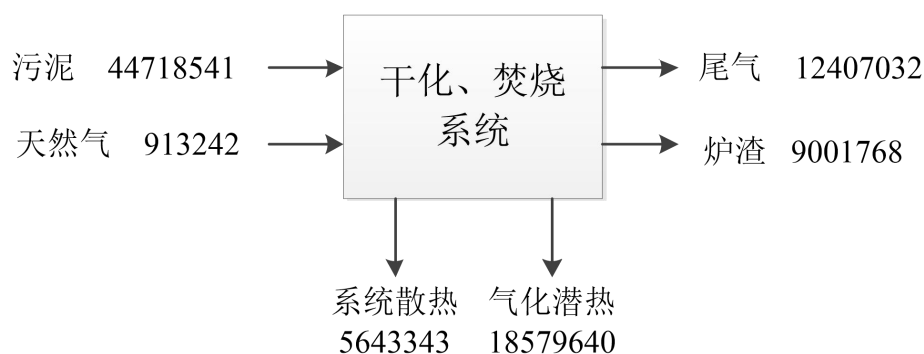 污泥 44718541
天然气 913242
干化、焚烧
系统
尾气 12407032
炉渣 9001768
系统散热
5643343
气化潜热
18579640